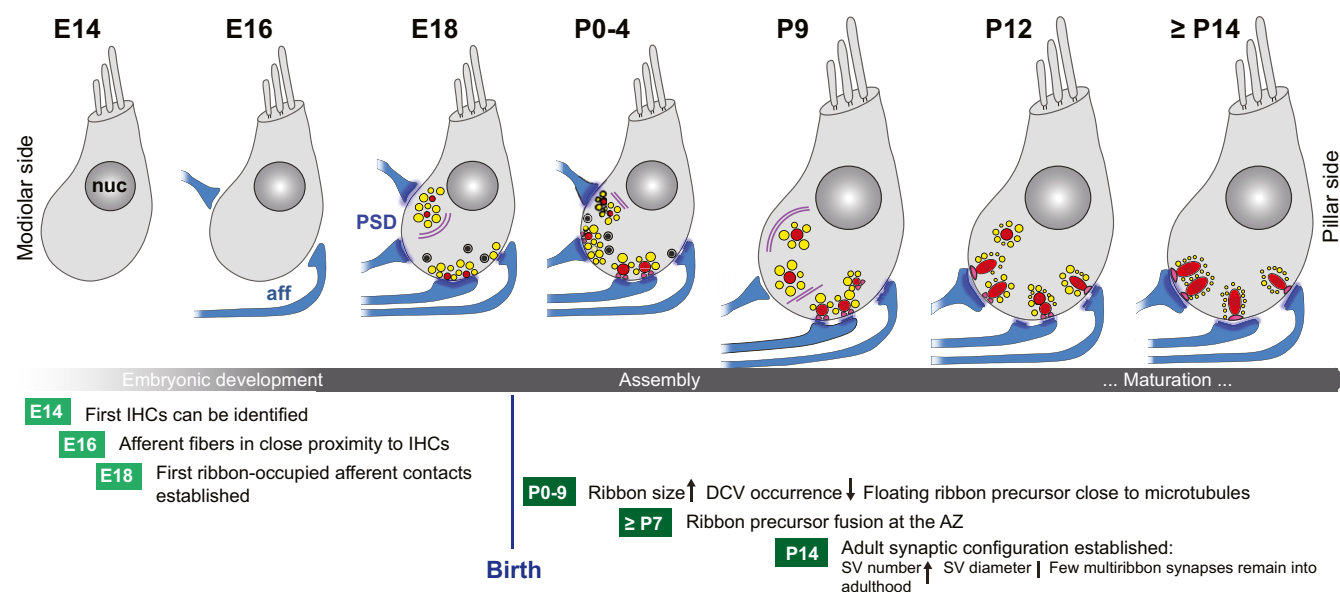 E14 E16 E18 P0-4 P9 P12 ≥ P14
Modiolar side
Pillar side
nuc
PSD
aff
Embryonic development Assembly ... Maturation ...
E14 First IHCs can be identified
E16 Afferent fibers in close proximity to IHCs
E18 First ribbon-occupied afferent contacts
established
Birth
P0-9 Ribbon size↑ DCV occurrence↓ Floating ribbon precursor close to microtubules
≥ P7 Ribbon precursor fusion at the AZ
P14 Adult synaptic configuration established:
SV number↑ SV diameter | Few multiribbon synapses remain into
adulthood